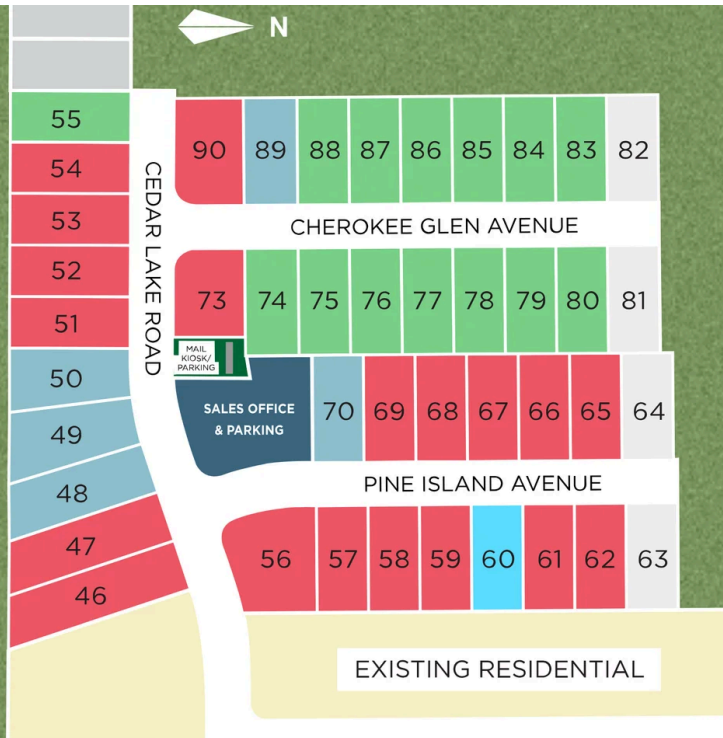 N
55
54
53
52
51
50
49
48
47
46
CEDAR LAKE ROAD
90 89 88 87 86 85 84 83 82
CHEROKEE GLEN AVENUE
73 74 75 76 77 78 79 80 81
MAIL
KIOSK/
PARKING
SALES OFFICE
& PARKING
70 69 68 67 66 65 64
PINE ISLAND AVENUE
56 57 58 59 60 61 62 63
EXISTING RESIDENTIAL